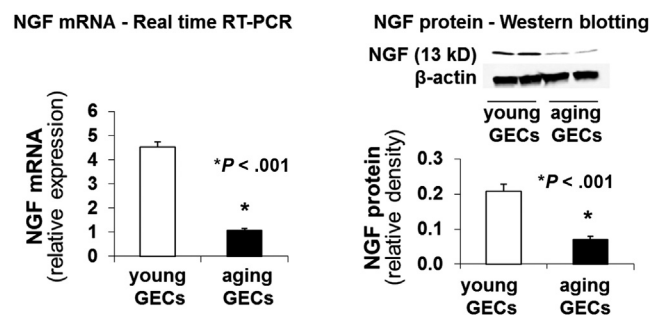 NGF mRNA - Real time RT-PCR
NGF mRNA
(relative expression)
6
5
4
3
2
1
0
*P < .001
*
young
GECs
aging
GECs
NGF protein - Western blotting
NGF (13 kD)
β-actin
young
GECs
aging
GECs
NGF protein
(relative density)
0.3
0.2
0.1
0.0
*P < .001
*
young
GECs
aging
GECs